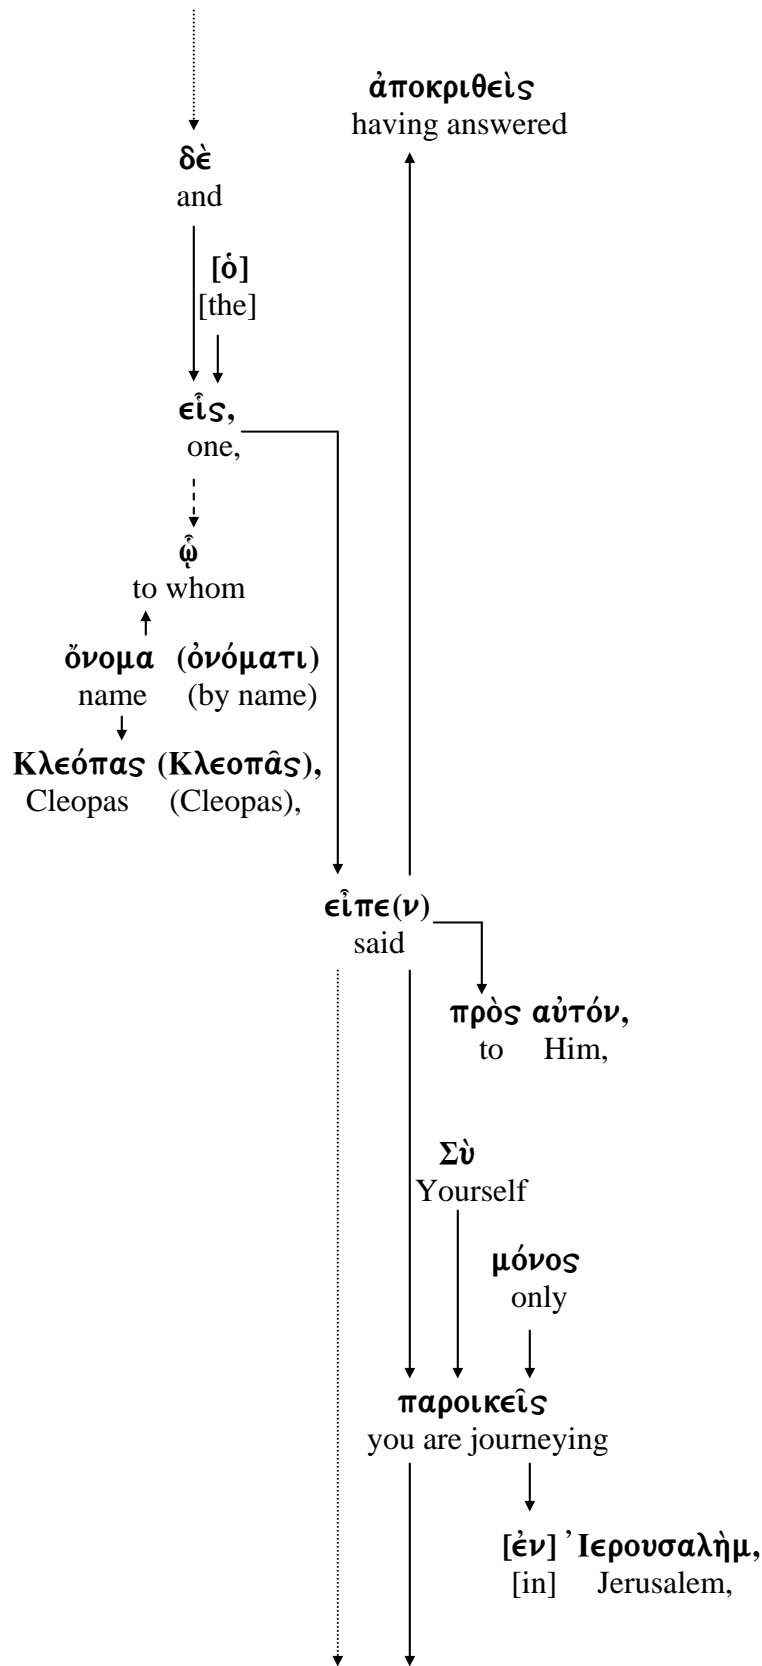 ἀποκριθεὶς
having answered
δὲ
and
[ὁ]
[the]
εἷς,
one,
ᾧ
to whom
ὄνομα (ὀνόματι)
name (by name)
Κλεόπας (Κλεοπᾶς),
Cleopas (Cleopas),
εἶπε(ν)
said
πρὸς αὐτόν,
to Him,
Σὺ
Yourself
μόνος
only
παροικεῖς
you are journeying
[ἐν] Ἰερουσαλὴμ,
[in] Jerusalem,